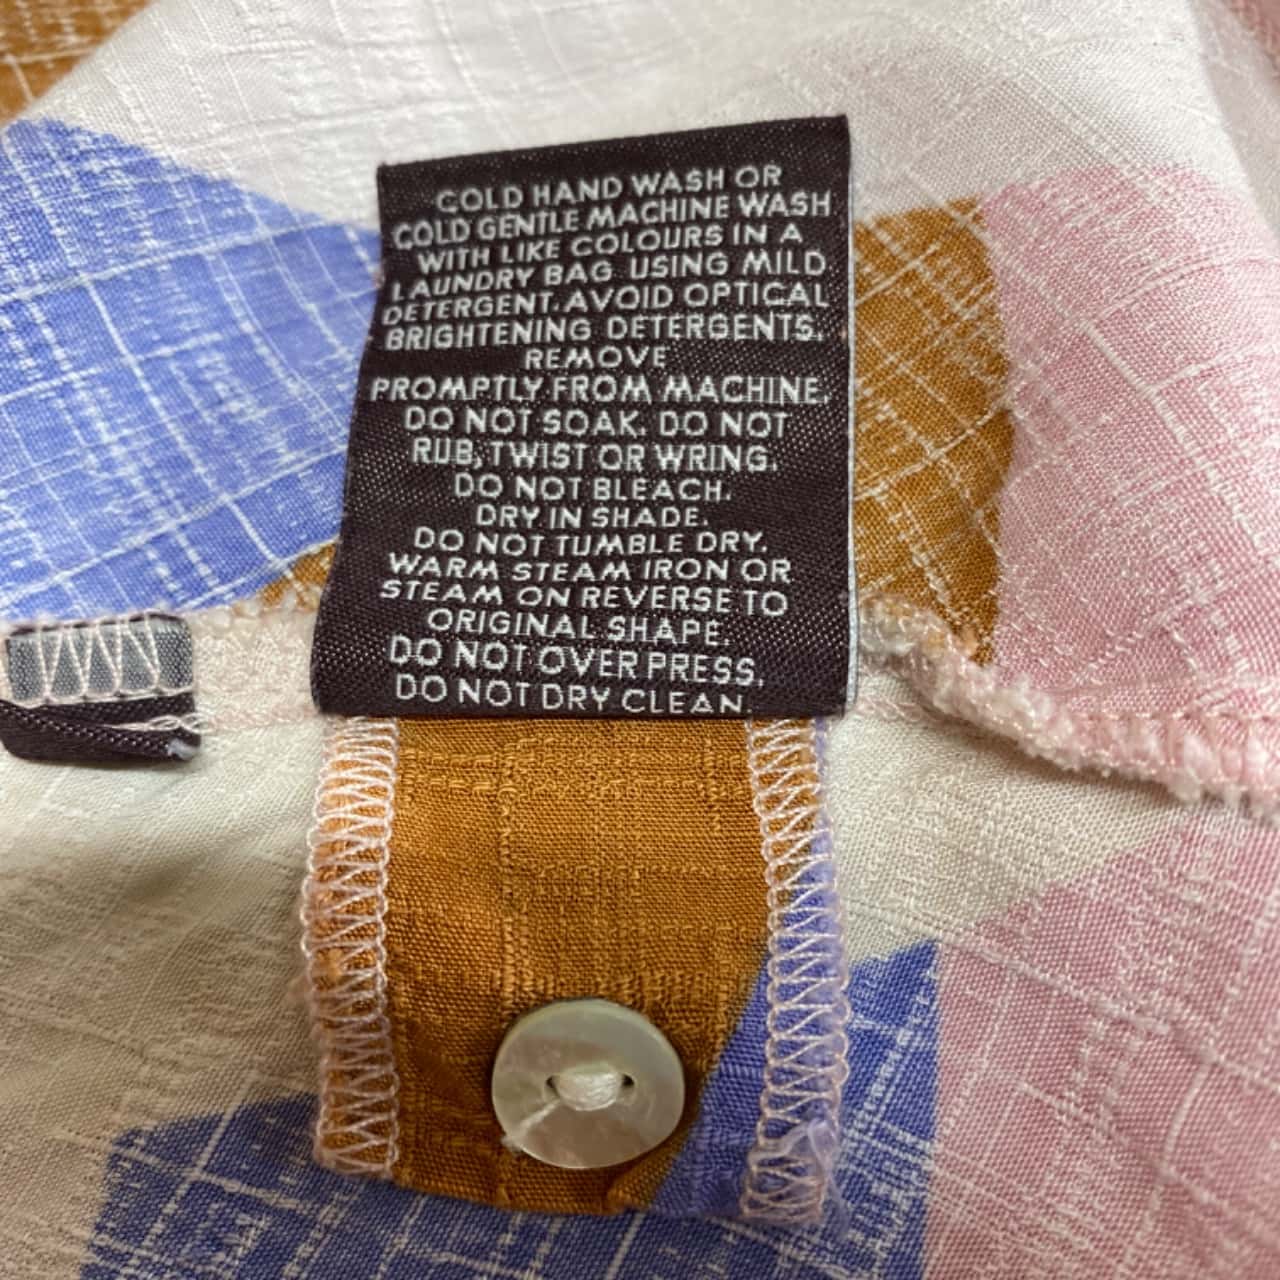 COLD HAND WASH OR
COLD GENTLE MACHINE WASH
WITH LIKE COLOURS IN A
LAUNDRY BAG USING MILD
DETERGENT. AVOID OPTICAL
BRIGHTENING DETERGENTS.
REMOVE
PROMPTLY FROM MACHINE.
DO NOT SOAK. DO NOT
RUB, TWIST OR WRING.
DO NOT BLEACH.
DRY IN SHADE.
DO NOT TUMBLE DRY.
WARM STEAM IRON OR
STEAM ON REVERSE TO
ORIGINAL SHAPE.
DO NOT OVER PRESS.
DO NOT DRY CLEAN.